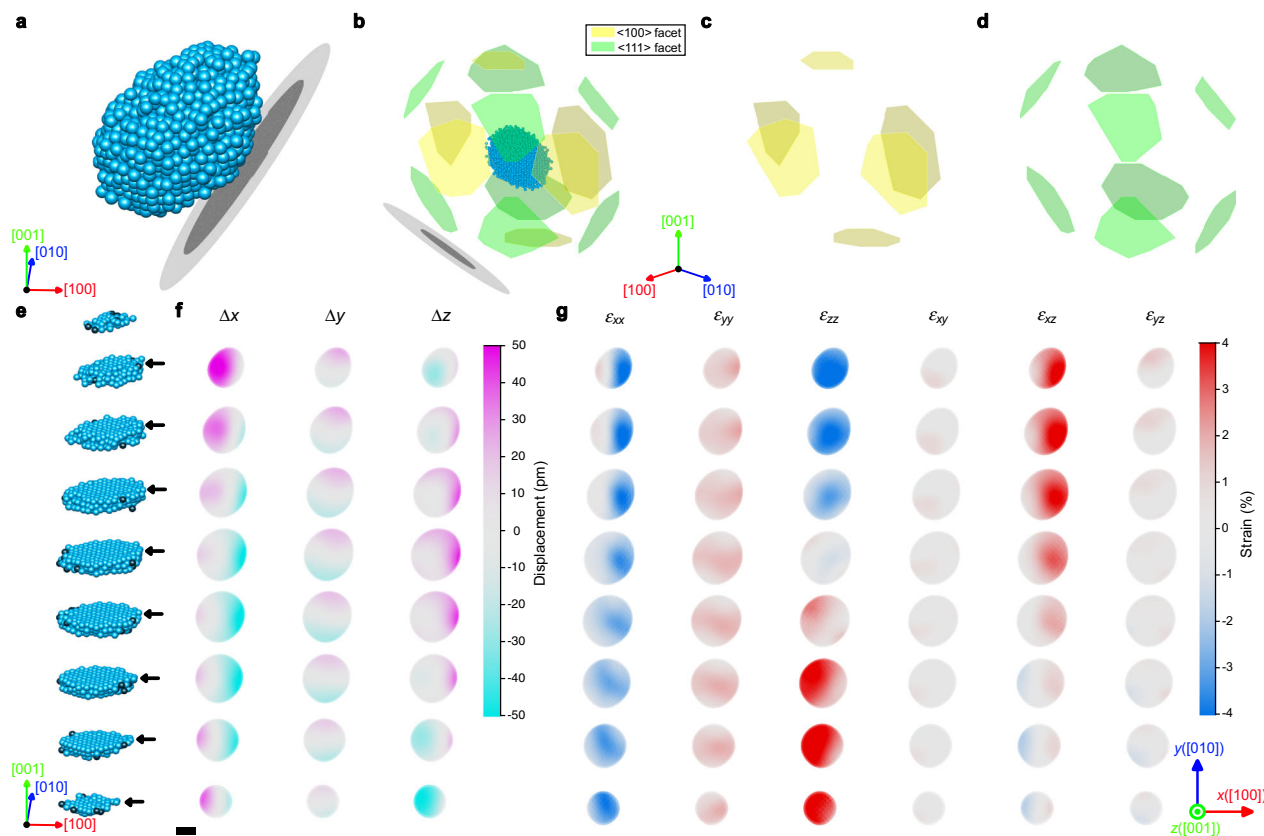 a
b
<100> facet
<111> facet
c
d
[001]
[010]
[100]
[001]
[100]
[010]
e
f
Δx
Δy
Δz
g
εxx
εyy
εzz
εxy
εxz
εyz
50
40
30
20
10
0
-10
-20
-30
-40
-50
Displacement (pm)
4
3
2
1
0
-1
-2
-3
-4
Strain (%)
[001]
[010]
[100]
y([010])
x([100])
z([001])